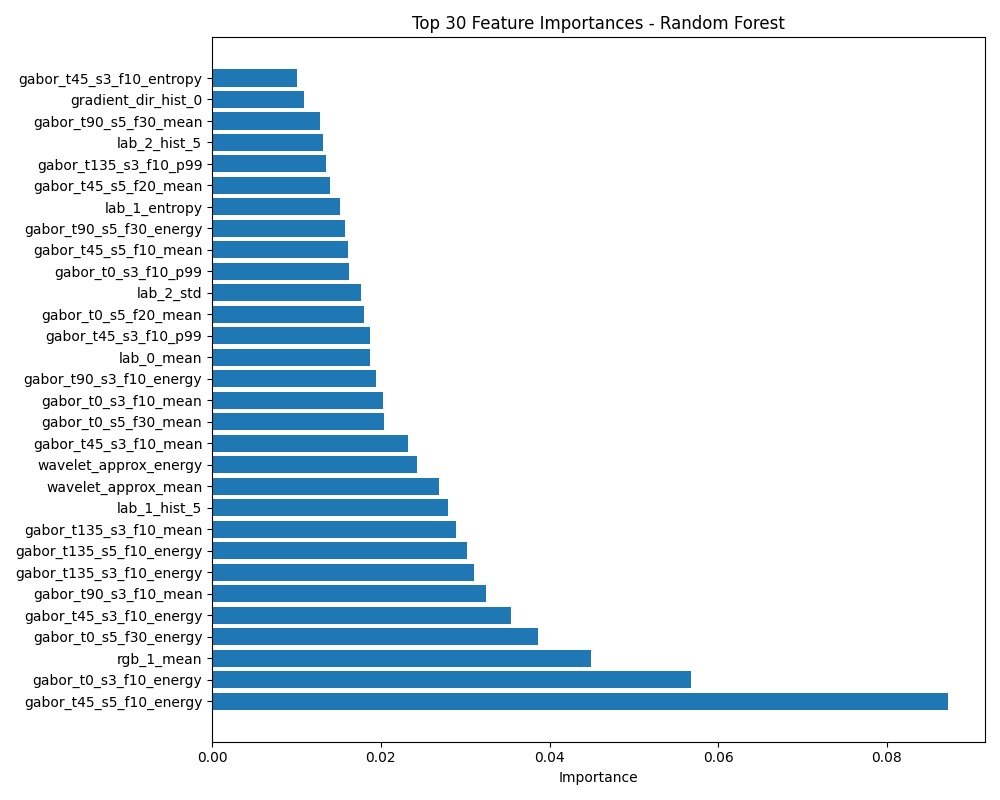 Top 30 Feature Importances - Random Forest
gabor_t45_s3_f10_entropy
gradient_dir_hist_0
gabor_t90_s5_f30_mean
lab_2_hist_5
gabor_t135_s3_f10_p99
gabor_t45_s5_f20_mean
lab_1_entropy
gabor_t90_s5_f30_energy
gabor_t45_s5_f10_mean
gabor_t0_s3_f10_p99
lab_2_std
gabor_t0_s5_f20_mean
gabor_t45_s3_f10_p99
lab_0_mean
gabor_t90_s3_f10_energy
gabor_t0_s3_f10_mean
gabor_t0_s5_f30_mean
gabor_t45_s3_f10_mean
wavelet_approx_energy
wavelet_approx_mean
lab_1_hist_5
gabor_t135_s3_f10_mean
gabor_t135_s5_f10_energy
gabor_t135_s3_f10_energy
gabor_t90_s3_f10_mean
gabor_t45_s3_f10_energy
gabor_t0_s5_f30_energy
rgb_1_mean
gabor_t0_s3_f10_energy
gabor_t45_s5_f10_energy
0.00 0.02 0.04 0.06 0.08
Importance